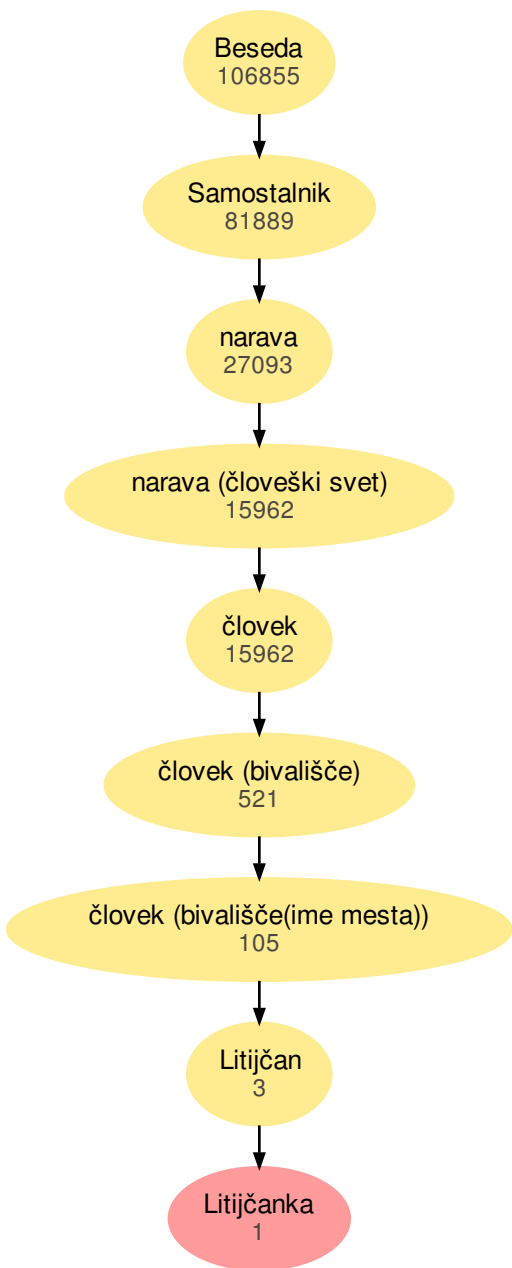 Beseda
106855
Samostalnik
81889
narava
27093
narava (človeški svet)
15962
človek
15962
človek (bivališče)
521
človek (bivališče(ime mesta))
105
Litijčan
3
Litijčanka
1